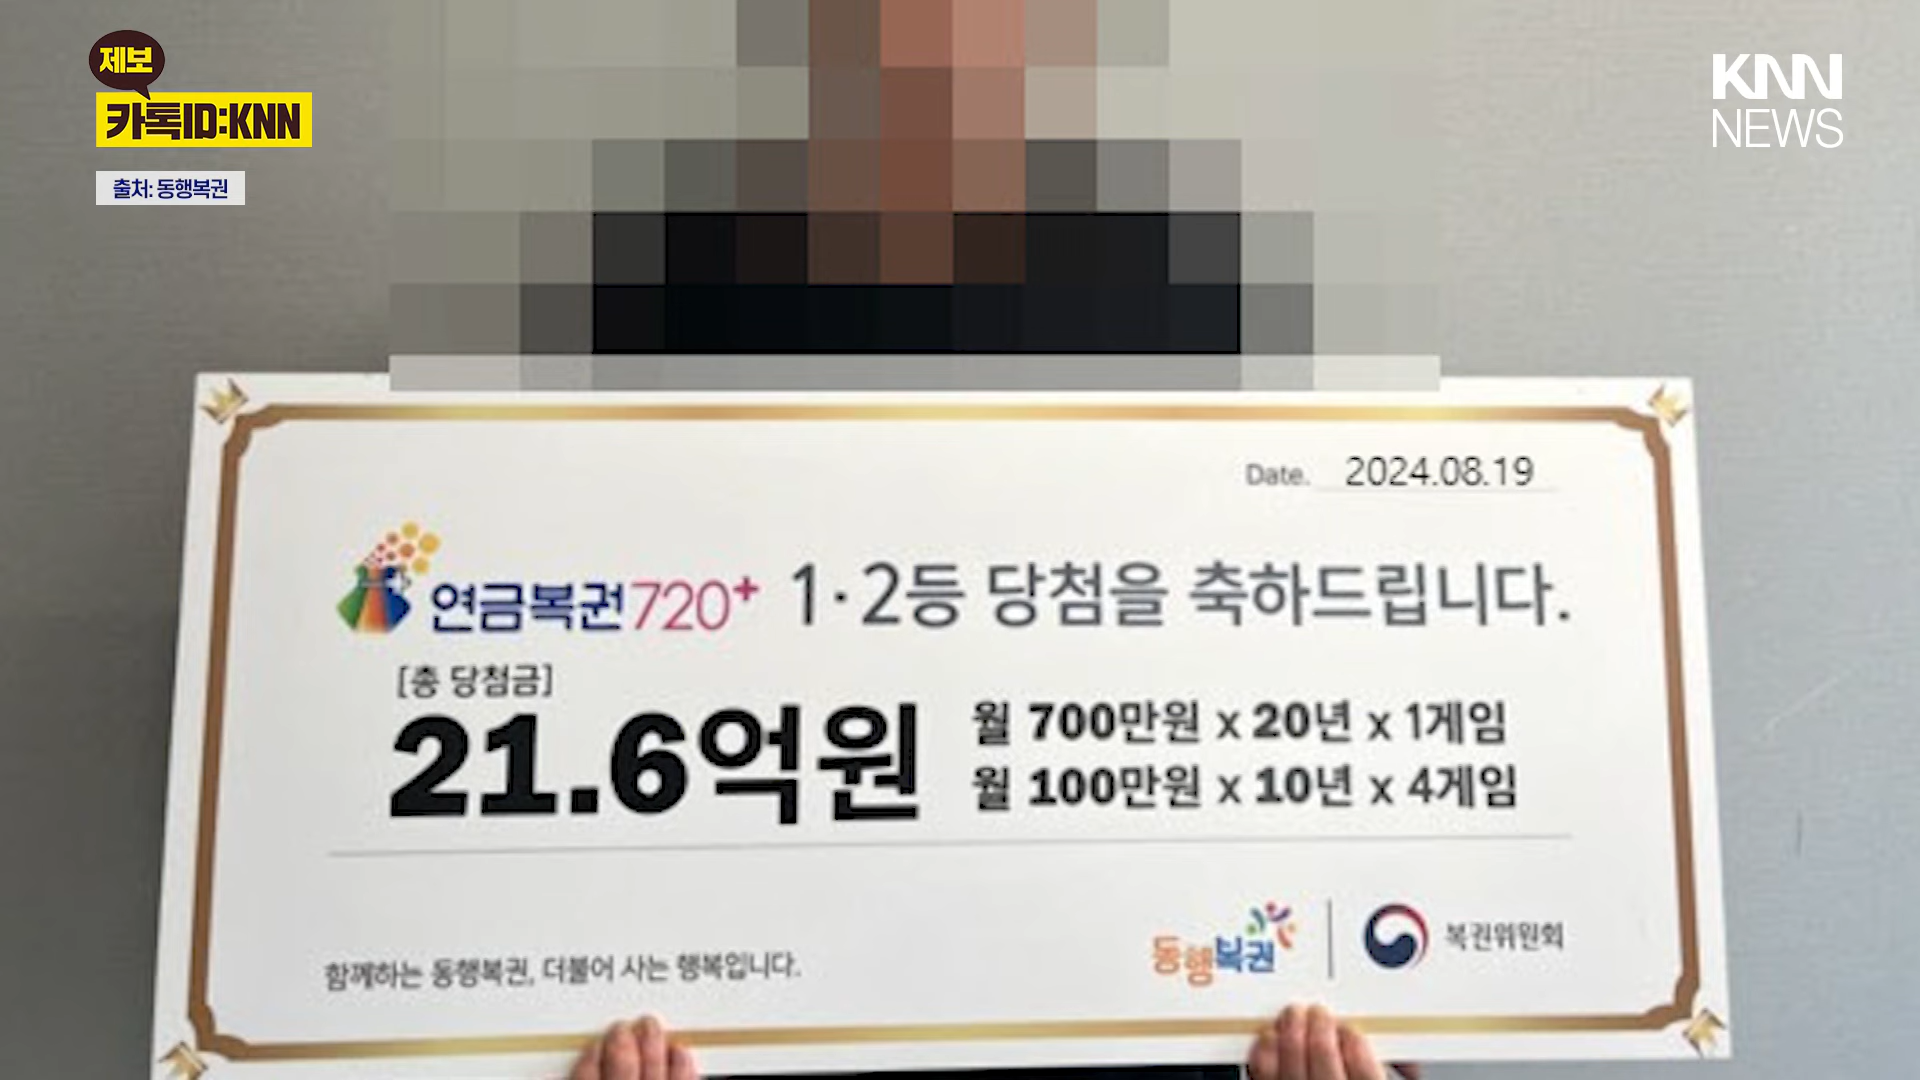 제보
카톡ID:KNN
출처: 동행복권
KNN
NEWS
Date. 2024.08.19
연금복권720+ 1·2등 당첨을 축하드립니다.
[총 당첨금]
21.6억원
월 700만원 x 20년 x 1게임
월 100만원 x 10년 x 4게임
함께하는 동행복권, 더불어 사는 행복입니다.
동행복권
복권위원회